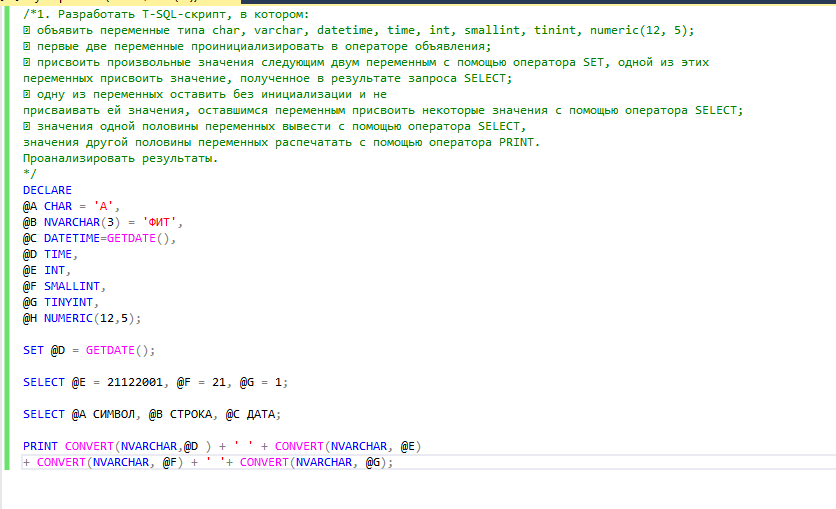 /*1. Разработать T-SQL-скрипт, в котором:
объявить переменные типа char, varchar, datetime, time, int, smallint, tinint, numeric(12, 5);
первые две переменные проинициализировать в операторе объявления;
присвоить произвольные значения следующим двум переменным с помощью оператора SET, одной из этих
переменных присвоить значение, полученное в результате запроса SELECT;
одну из переменных оставить без инициализации и не
присваивать ей значения, оставшимся переменным присвоить некоторые значения с помощью оператора SELECT;
значения одной половины переменных вывести с помощью оператора SELECT,
значения другой половины переменных распечатать с помощью оператора PRINT.
Проанализировать результаты.
*/
DECLARE
@A CHAR = 'A',
@B NVARCHAR(3) = 'ФИТ',
@C DATETIME=GETDATE(),
@D TIME,
@E INT,
@F SMALLINT,
@G TINYINT,
@H NUMERIC(12,5);
SET @D = GETDATE();
SELECT @E = 21122001, @F = 21, @G = 1;
SELECT @A СИМВОЛ, @B СТРОКА, @C ДАТА;
PRINT CONVERT(NVARCHAR,@D ) + ' ' + CONVERT(NVARCHAR, @E)
+ CONVERT(NVARCHAR, @F) + ' '+ CONVERT(NVARCHAR, @G);